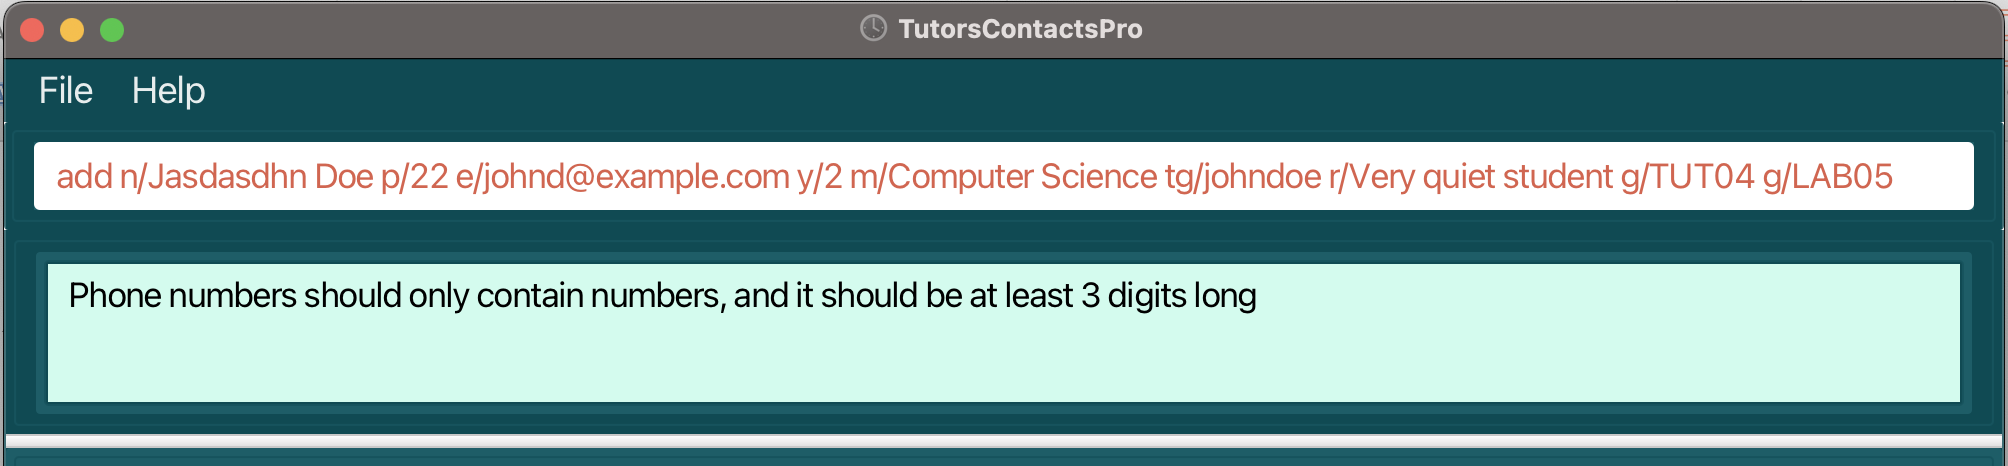 TutorsContactsPro
File Help
add n/Jasdasdhn Doe p/22 e/johnd@example.com y/2 m/Computer Science tg/johndoe r/Very quiet student g/TUT04 g/LAB05
Phone numbers should only contain numbers, and it should be at least 3 digits long